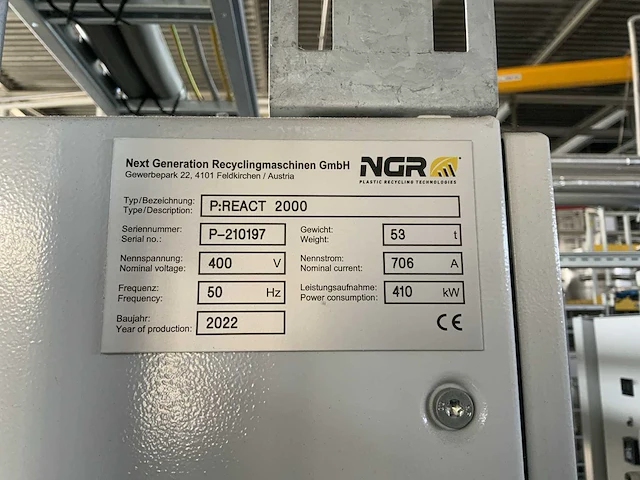 Next Generation Recyclingmaschinen GmbH
Gewerbepark 22, 4101 Feldkirchen / Austria
NGR
PLASTIC RECYCLING TECHNOLOGIES
Typ/Bezeichnung:
Type/Description:
P:REACT 2000
Seriennummer:
Serial no.:
P-210197
Gewicht:
Weight:
53 t
Nennspannung:
Nominal voltage:
400 V
Nennstrom:
Nominal current:
706 A
Frequenz:
Frequency:
50 Hz
Leistungsaufnahme:
Power consumption:
410 kW
Baujahr:
Year of production:
2022
CE